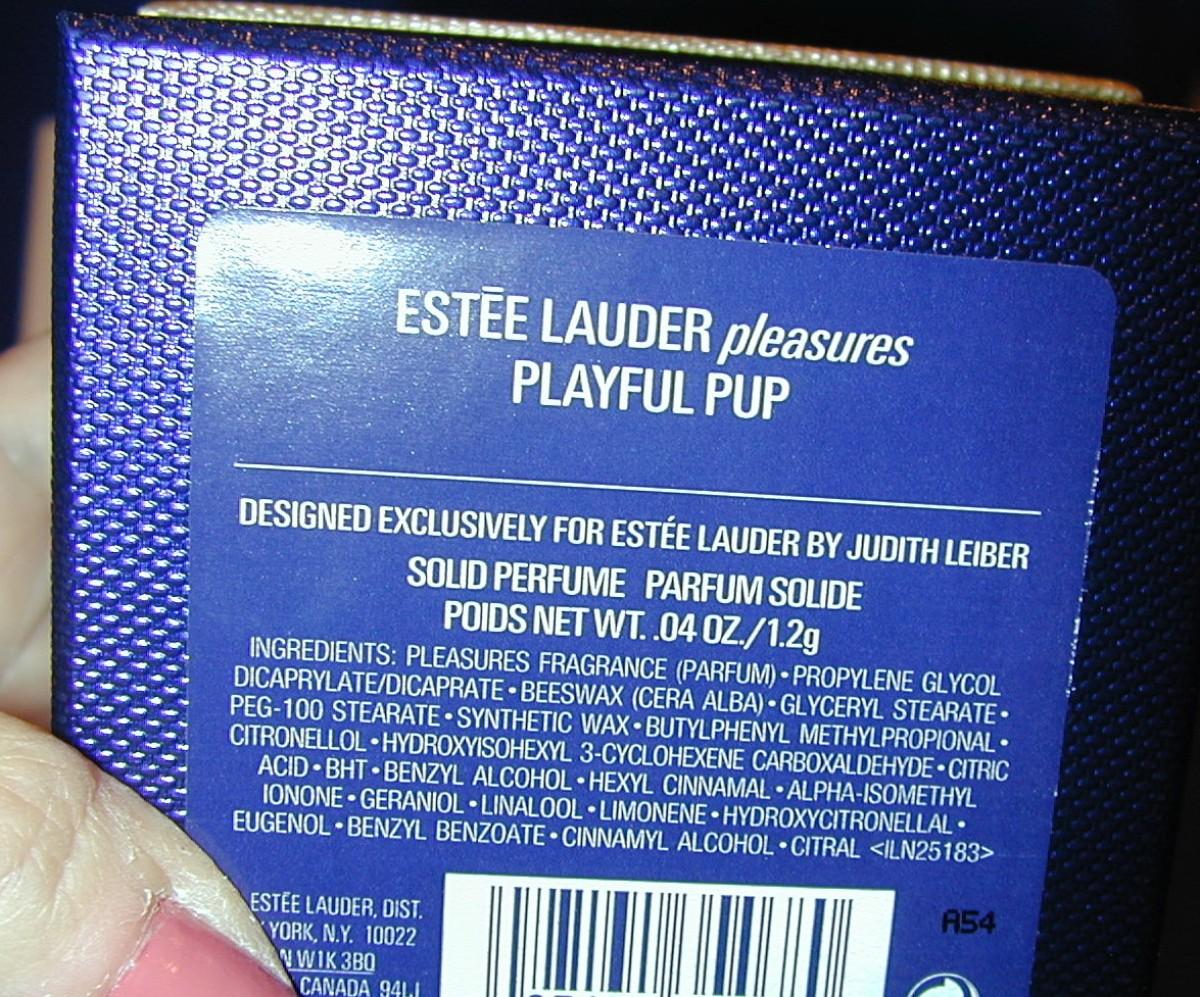 ESTĒE LAUDER pleasures
PLAYFUL PUP
DESIGNED EXCLUSIVELY FOR ESTÉE LAUDER BY JUDITH LEIBER
SOLID PERFUME PARFUM SOLIDE
POIDS NET WT. .04 OZ./1.2g
INGREDIENTS: PLEASURES FRAGRANCE (PARFUM) • PROPYLENE GLYCOL
DICAPRYLATE/DICAPRATE • BEESWAX (CERA ALBA) • GLYCERYL STEARATE •
PEG-100 STEARATE • SYNTHETIC WAX • BUTYLPHENYL METHYLPROPIONAL •
CITRONELLOL • HYDROXYISOHEXYL 3-CYCLOHEXENE CARBOXALDEHYDE • CITRIC
ACID • BHT • BENZYL ALCOHOL • HEXYL CINNAMAL • ALPHA-ISOMETHYL
IONONE • GERANIOL • LINALOOL • LIMONENE • HYDROXYCITRONELLAL •
EUGENOL • BENZYL BENZOATE • CINNAMYL ALCOHOL • CITRAL <ILN25183>
ESTĒE LAUDER, DIST.
YORK, N.Y. 10022
N W1K 3BQ
CANADA
A54